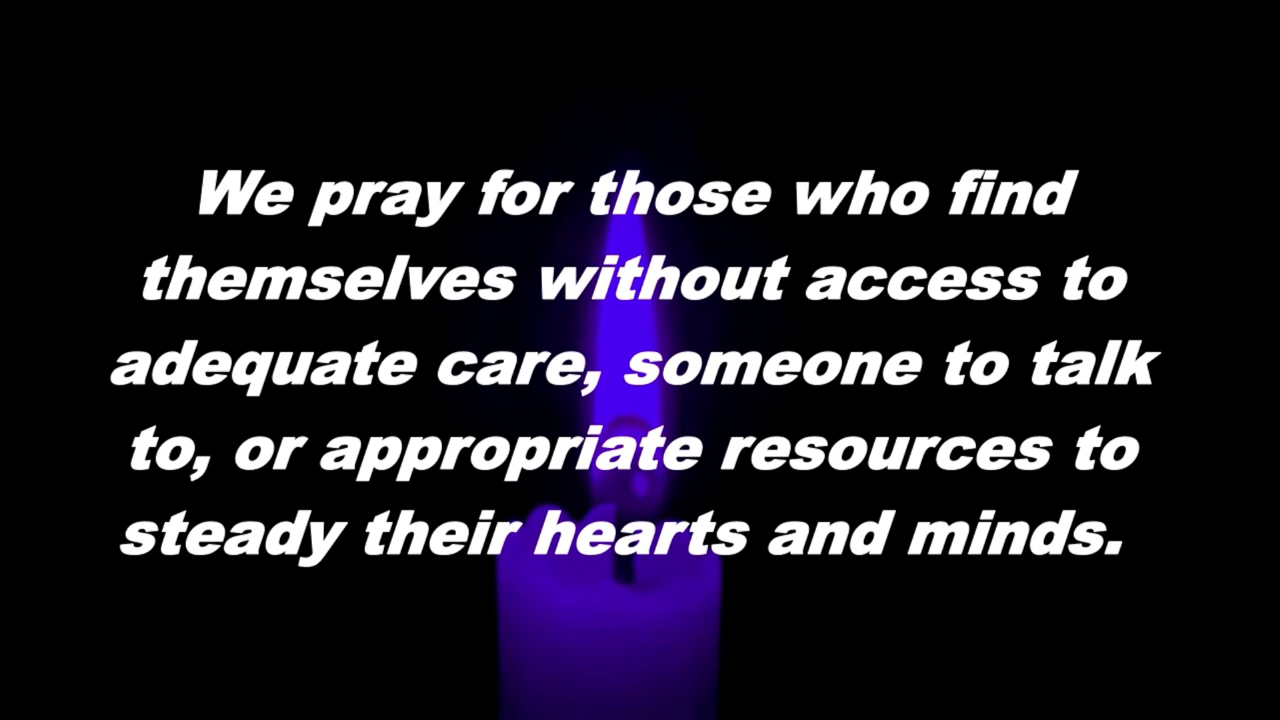 We pray for those who find
themselves without access to
adequate care, someone to talk
to, or appropriate resources to
steady their hearts and minds.